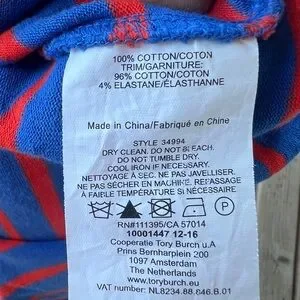 100% COTTON/COTON
TRIM/GARNITURE:
96% COTTON/COTON
4% ELASTANE/ÉLASTHANNE
Made in China/Fabriqué en Chine
STYLE 34994
DRY CLEAN. DO NOT BLEACH.
DO NOT TUMBLE DRY.
COOL IRON IF NECESSARY.
NETTOYAGE À SEC. NE PAS JAVELLISER.
NE PAS SÉCHER EN MACHINE. REPASSAGE
À FAIBLE TEMPÉRATURE SI NÉCESSAIRE
RN#111395/CA 57014
10001447 12-16
Cooperatie Tory Burch u.A
Prins Bernharplein 200
1097 Amsterdam
The Netherlands
www.toryburch.eu
VAT number: NL8234.88.848.B.01